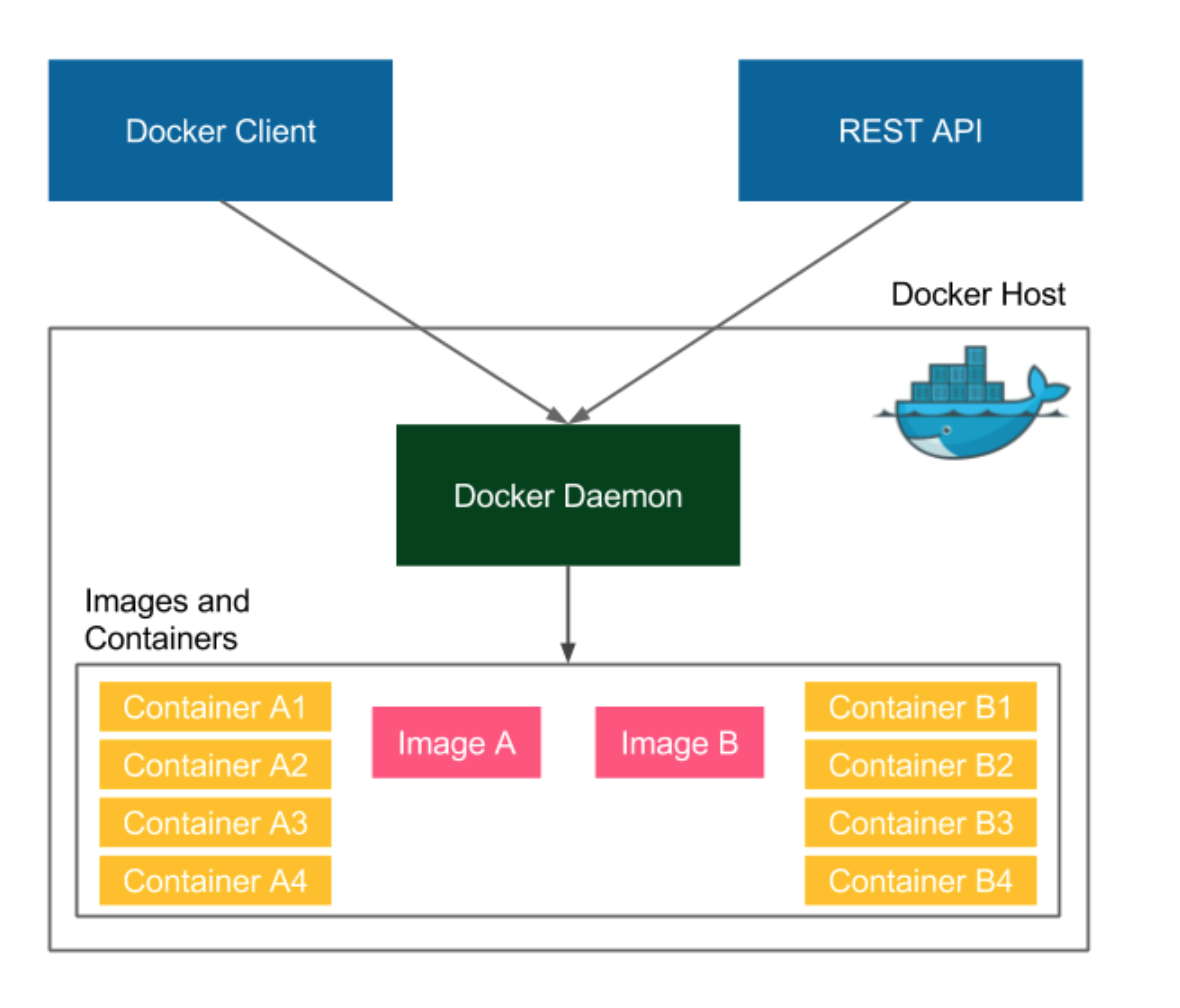 Docker Client
REST API
Docker Host
Docker Daemon
Images and
Containers
Container A1
Container A2
Container A3
Container A4
Image A
Image B
Container B1
Container B2
Container B3
Container B4